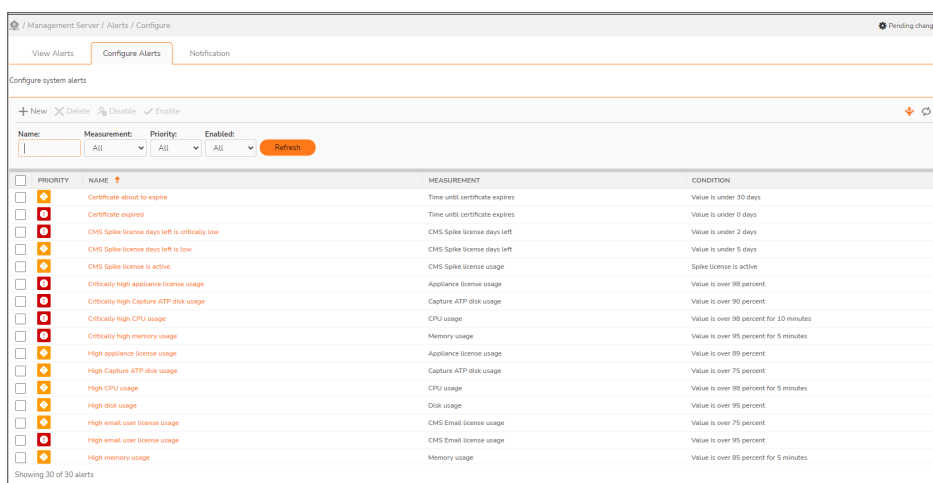 / Management Server / Alerts / Configure
Pending chang
View Alerts Configure Alerts Notification
Configure system alerts
New Delete Disable Enable
Name: Measurement: Priority: Enabled:
All All All Refresh
PRIORITY NAME MEASUREMENT CONDITION
Certificate about to expire Time until certificate expires Value is under 30 days
Certificate expired Time until certificate expires Value is under 0 days
CMS Spike license days left is critically low CMS Spike license days left Value is under 2 days
CMS Spike license days left is low CMS Spike license days left Value is under 5 days
CMS Spike license is active CMS Spike license usage Spike license is active
Critically high appliance license usage Appliance license usage Value is over 98 percent
Critically high Capture ATP disk usage Capture ATP disk usage Value is over 90 percent
Critically high CPU usage CPU usage Value is over 98 percent for 10 minutes
Critically high memory usage Memory usage Value is over 95 percent for 5 minutes
High appliance license usage Appliance license usage Value is over 89 percent
High Capture ATP disk usage Capture ATP disk usage Value is over 75 percent
High CPU usage CPU usage Value is over 98 percent for 5 minutes
High disk usage Disk usage Value is over 95 percent
High email user license usage CMS Email license usage Value is over 75 percent
High email user license usage CMS Email license usage Value is over 95 percent
High memory usage Memory usage Value is over 85 percent for 5 minutes
Showing 30 of 30 alerts